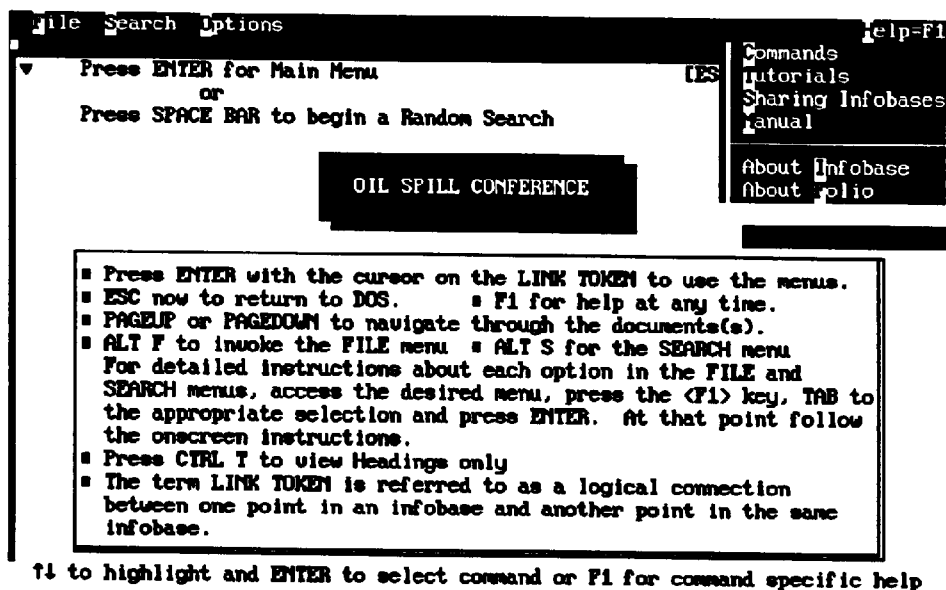 File Search Options Help=F1
Commands
Tutorials
Sharing Infobases
Manual
About Infobase
About Folio
Press ENTER for Main Menu [ES
or
Press SPACE BAR to begin a Random Search
OIL SPILL CONFERENCE
■ Press ENTER with the cursor on the LINK TOKEN to use the menus.
■ ESC now to return to DOS. ■ F1 for help at any time.
■ PAGEUP or PAGEDOWN to navigate through the documents(s).
■ ALT F to invoke the FILE menu ■ ALT S for the SEARCH menu
For detailed instructions about each option in the FILE and
SEARCH menus, access the desired menu, press the <F1> key, TAB to
the appropriate selection and press ENTER. At that point follow
the onscreen instructions.
■ Press CTRL T to view Headings only
■ The term LINK TOKEN is referred to as a logical connection
between one point in an infobase and another point in the same
infobase.
↑↓ to highlight and ENTER to select command or F1 for command specific help